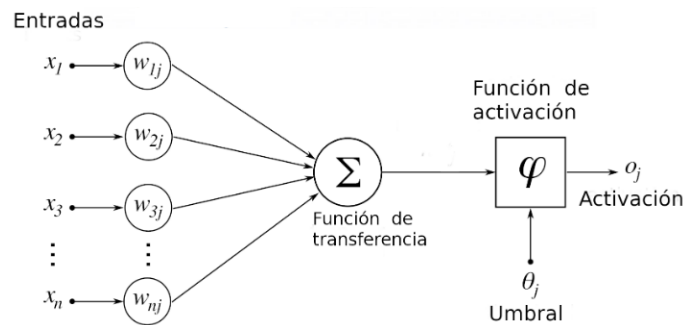 Entradas
x₁
w₁ⱼ
x₂
w₂ⱼ
x₃
w₃ⱼ
⋮
⋮
xₙ
wₙⱼ
Σ
Función de
transferencia
Función de
activación
φ
oⱼ
Activación
θⱼ
Umbral